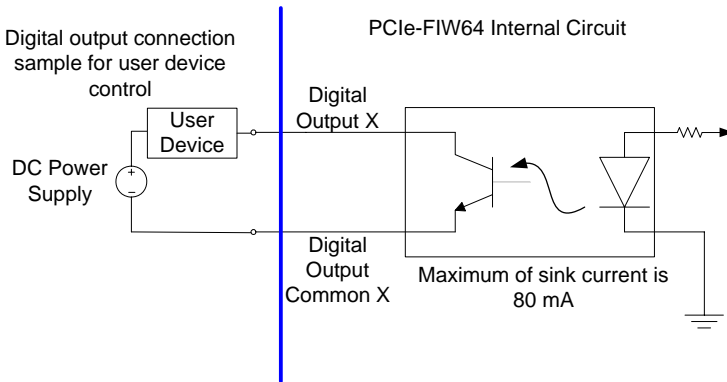 PCIe-FIW64 Internal Circuit
Digital output connection
sample for user device
control
User
Device
DC Power
Supply
+
−
Digital
Output X
Digital
Output
Common X
Maximum of sink current is
80 mA